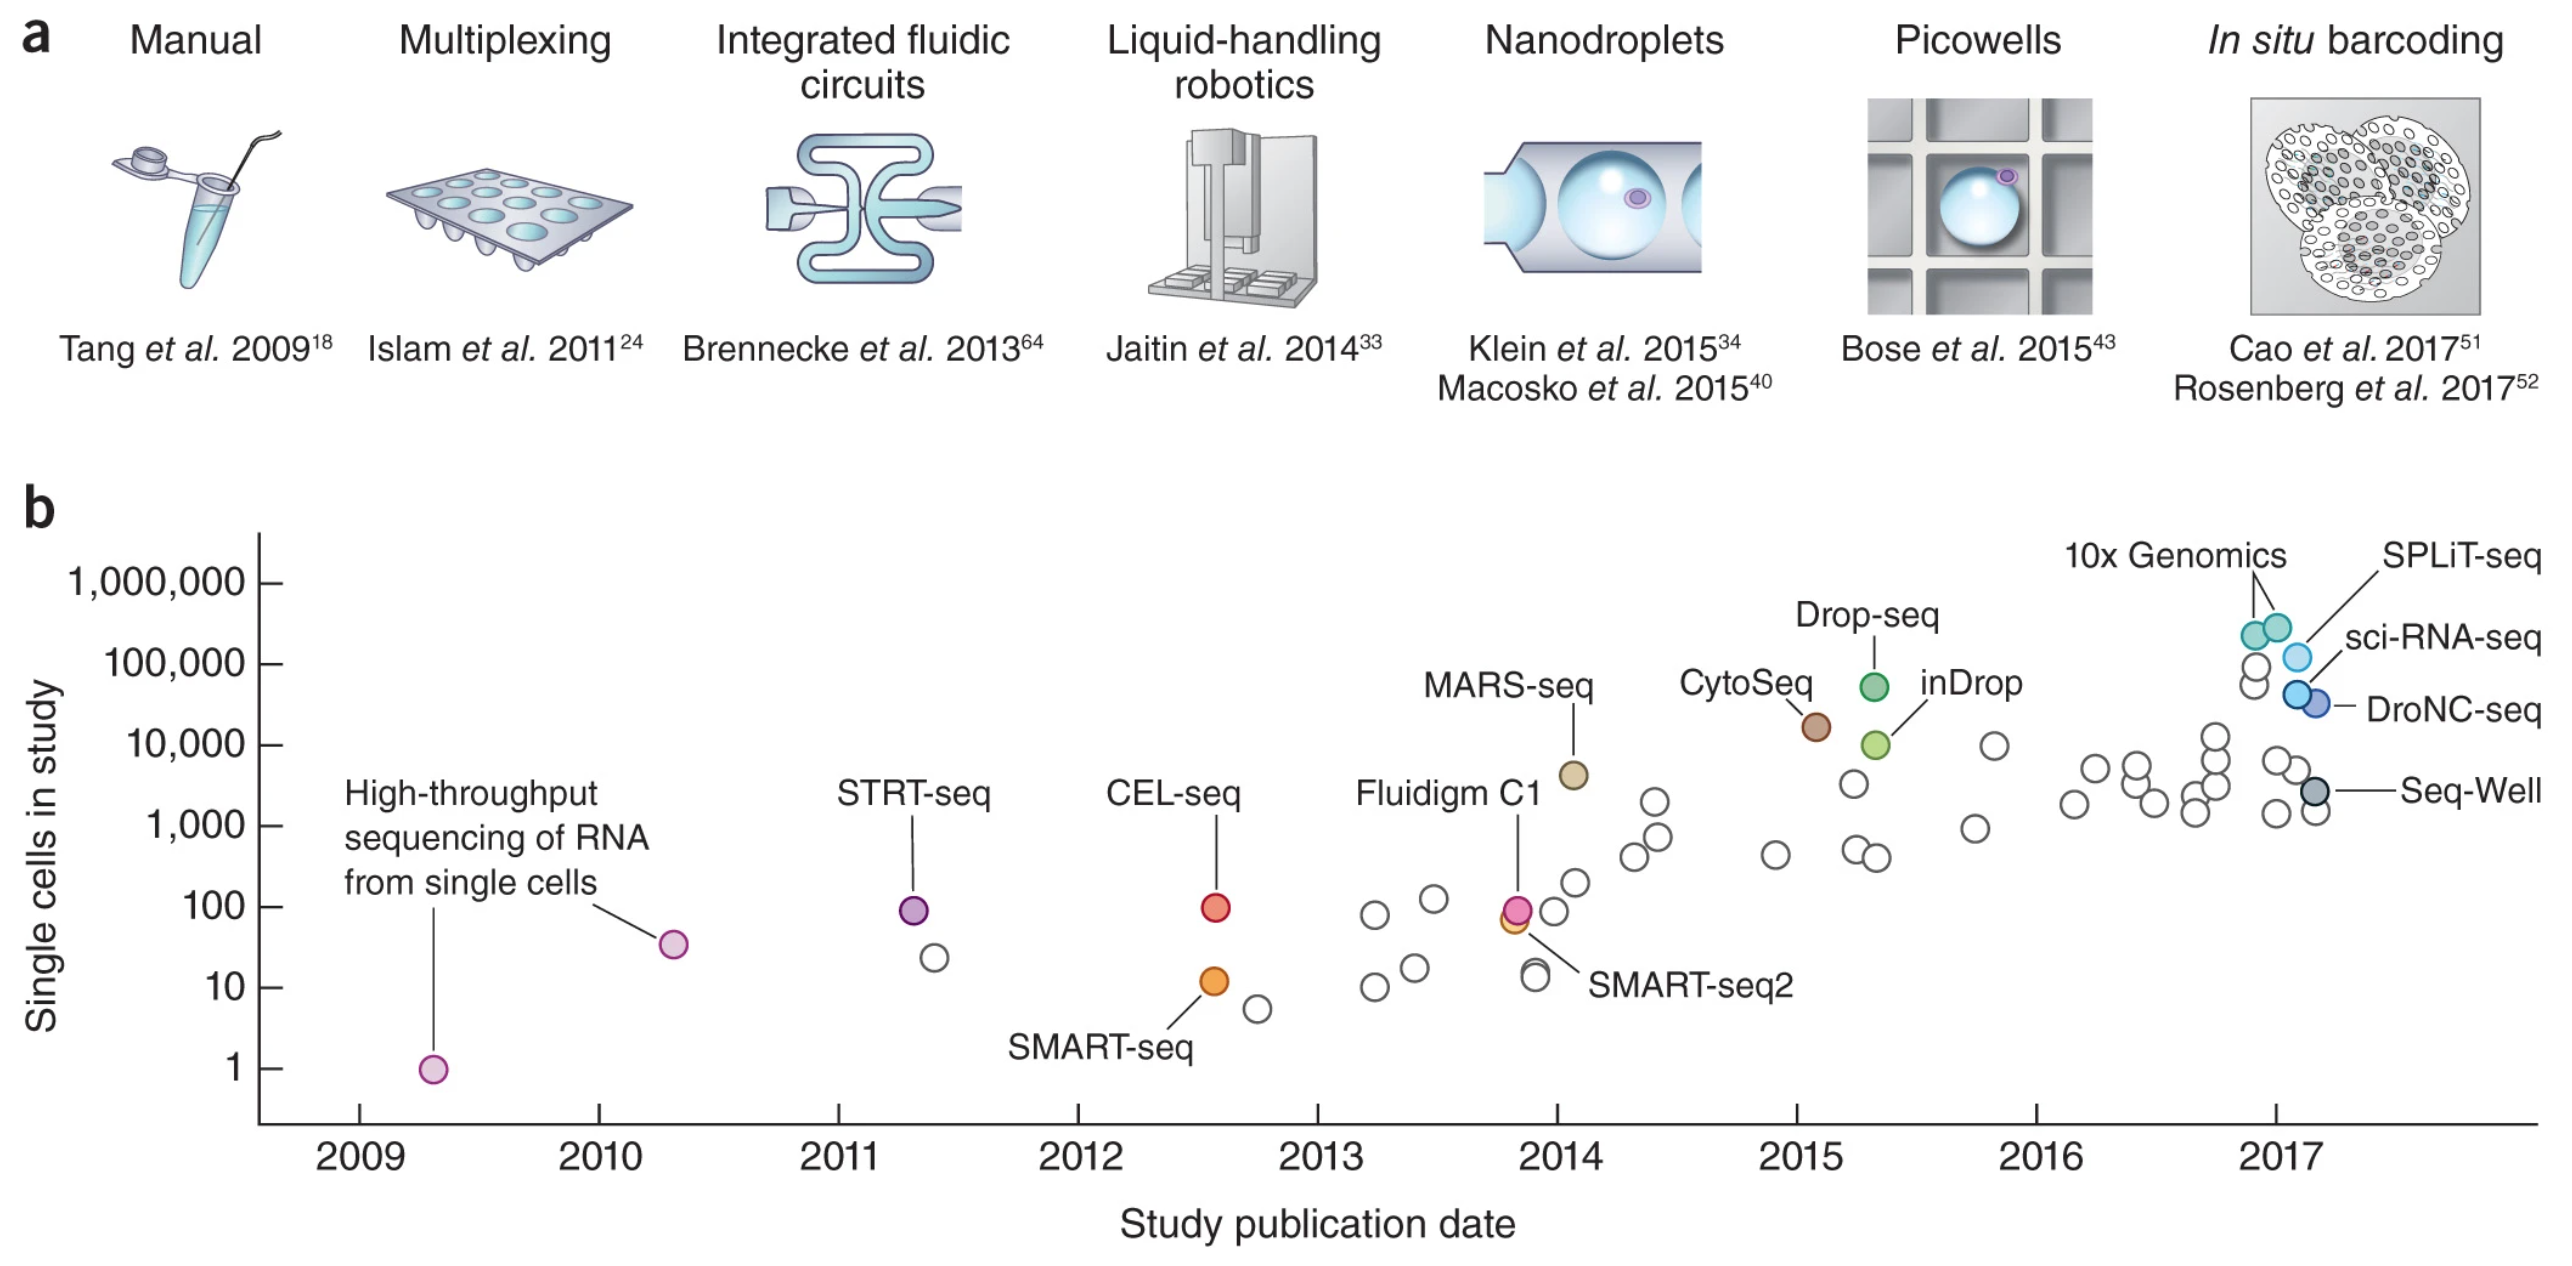 a
Manual
Multiplexing
Integrated fluidic
circuits
Liquid-handling
robotics
Nanodroplets
Picowells
In situ barcoding
Tang et al. 2009¹⁸
Islam et al. 2011²⁴
Brennecke et al. 2013⁶⁴
Jaitin et al. 2014³³
Klein et al. 2015³⁴
Macosko et al. 2015⁴⁰
Bose et al. 2015⁴³
Cao et al. 2017⁵¹
Rosenberg et al. 2017⁵²
b
Single cells in study
1,000,000
100,000
10,000
1,000
100
10
1
High-throughput
sequencing of RNA
from single cells
STRT-seq
CEL-seq
SMART-seq
Fluidigm C1
SMART-seq2
MARS-seq
CytoSeq
Drop-seq
inDrop
10x Genomics
SPLiT-seq
sci-RNA-seq
DroNC-seq
Seq-Well
2009
2010
2011
2012
2013
2014
2015
2016
2017
Study publication date